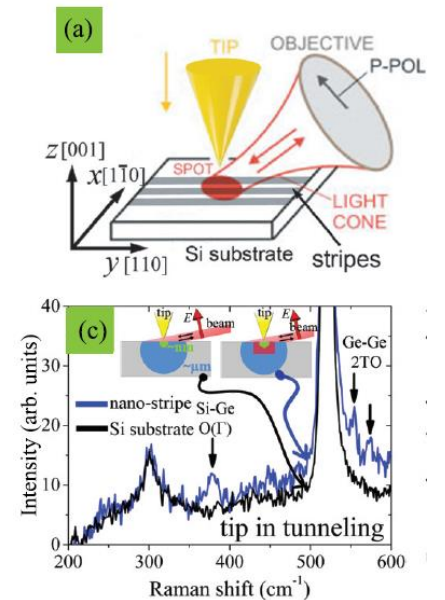 (a)
TIP
OBJECTIVE
P-POL
z[001]
x[11̄0]
SPOT
LIGHT
CONE
Si substrate
stripes
y[110]
(c)
tip
E
beam
~nm
~μm
tip
E
beam
Ge-Ge
2TO
nano-stripe
Si-Ge
Si substrate
O(Γ)
tip in tunneling
Intensity (arb. units)
40
30
20
10
0
200
300
400
500
600
Raman shift (cm⁻¹)